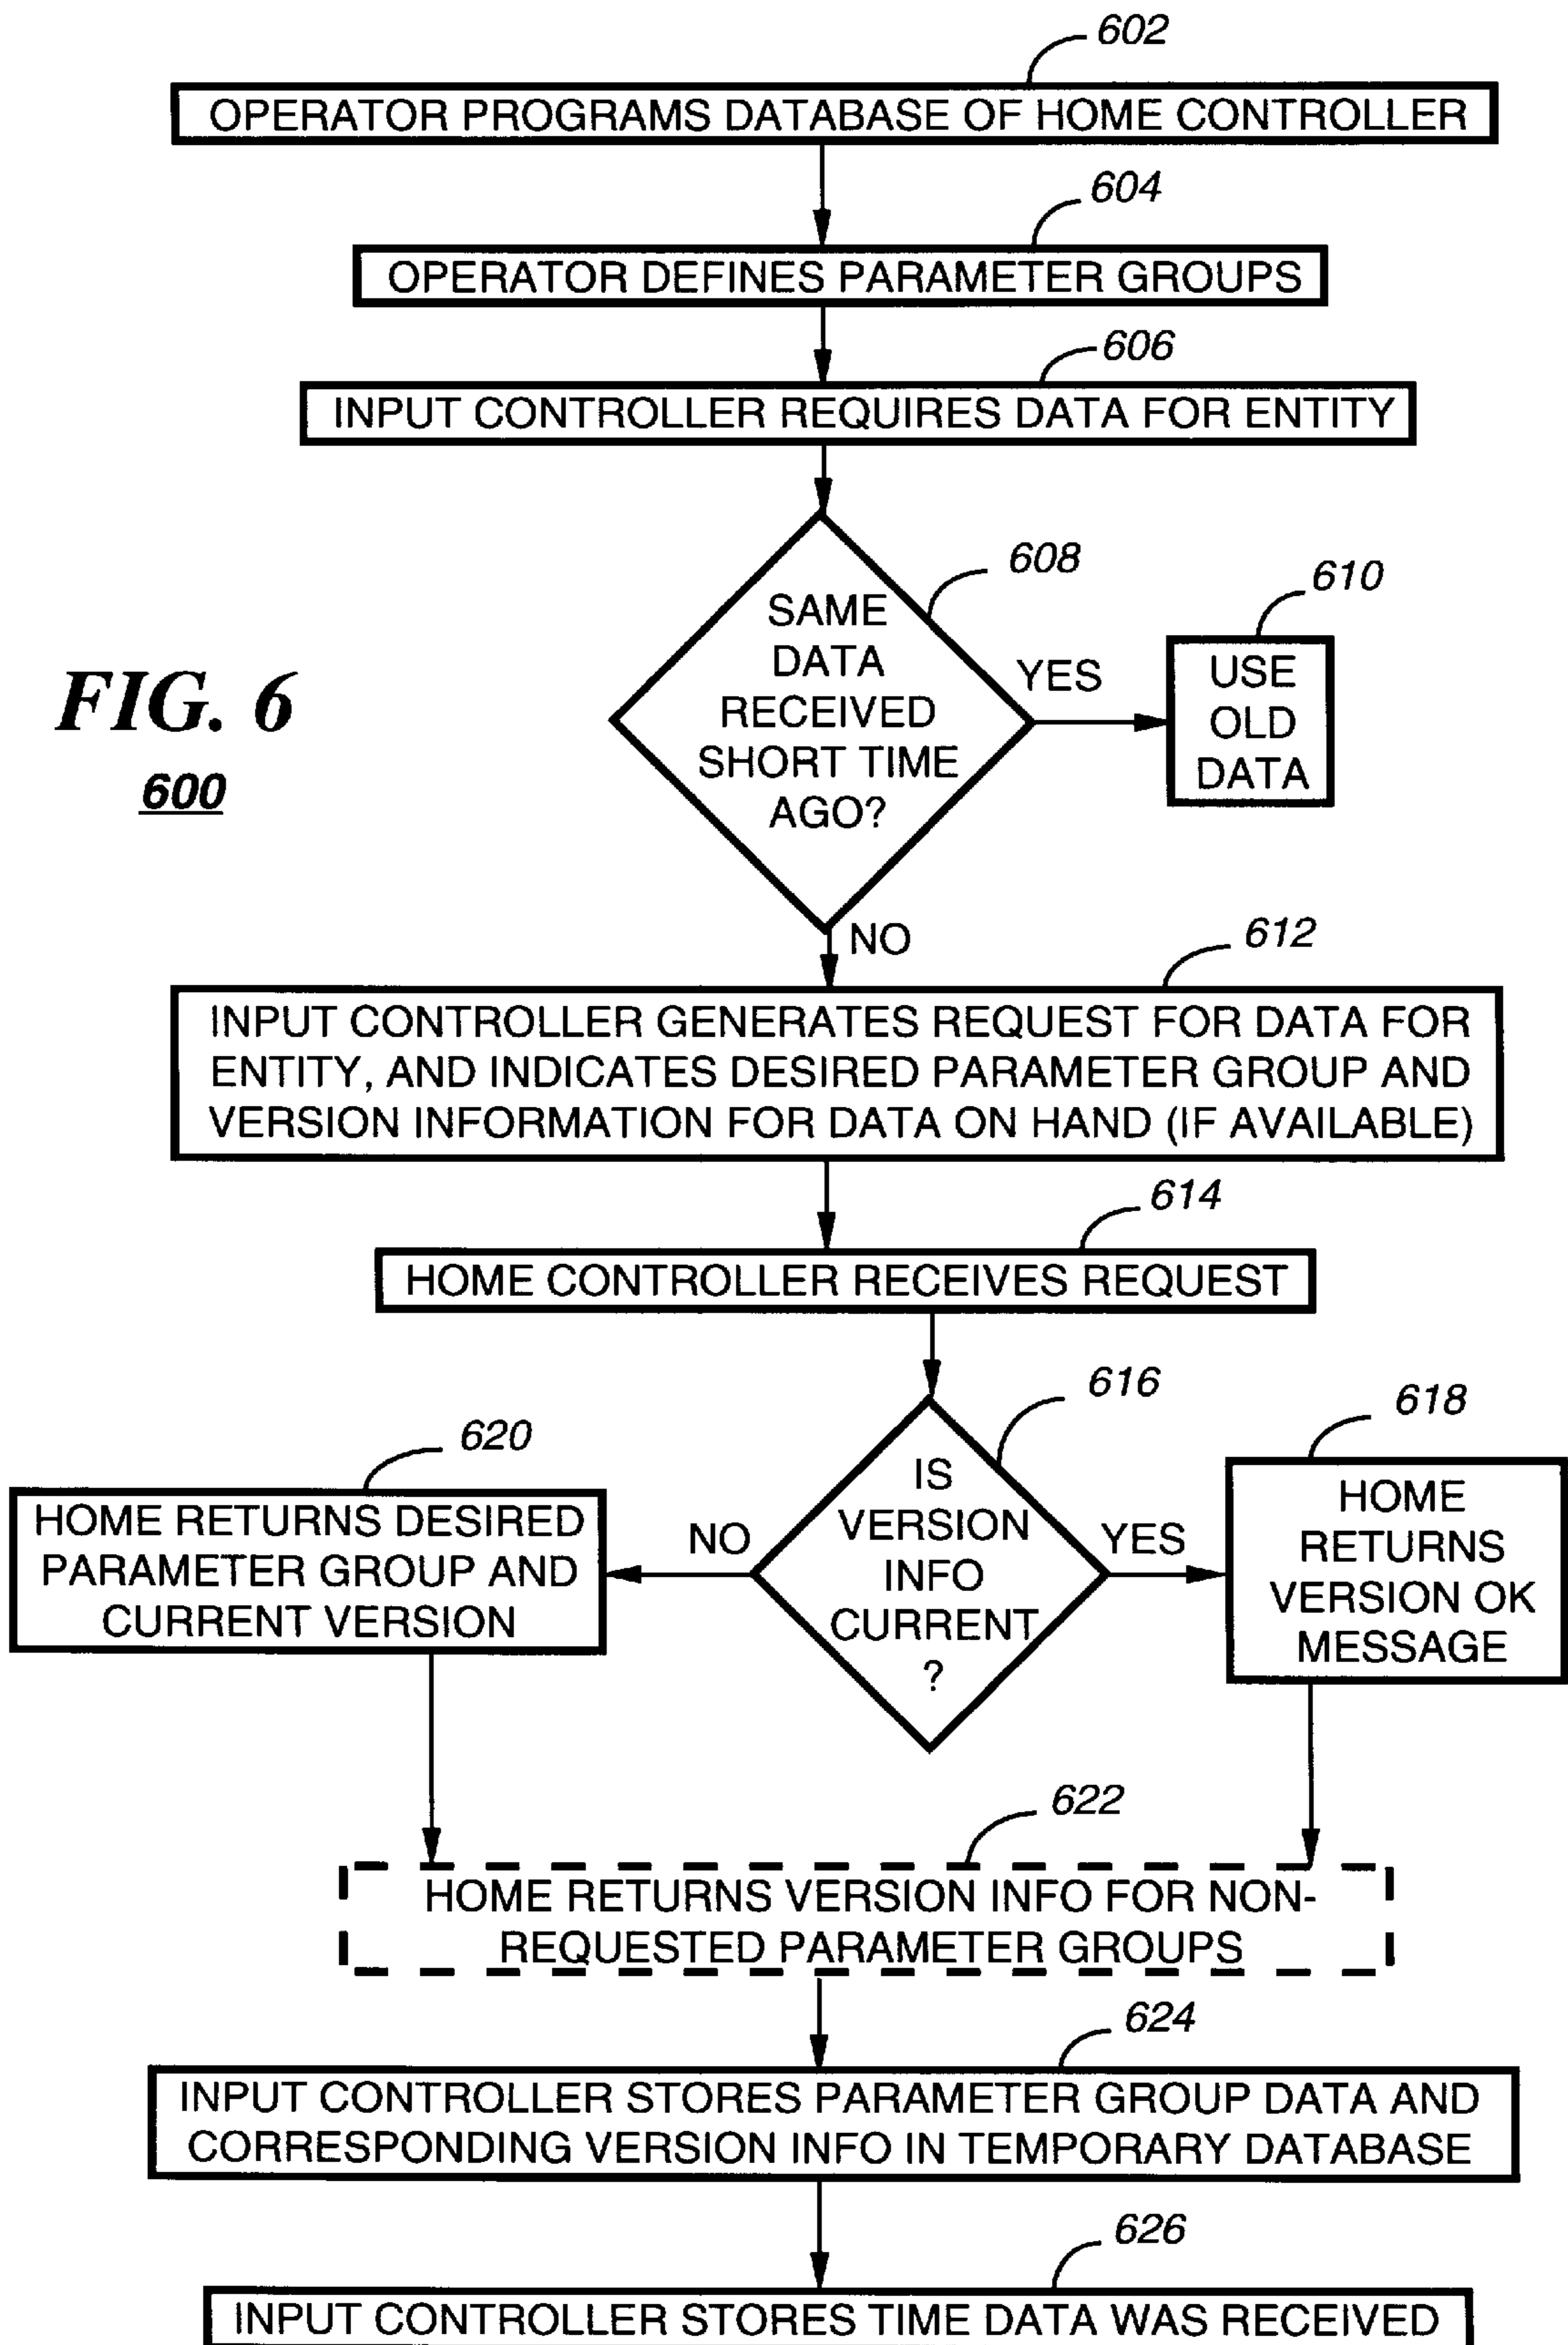 602
OPERATOR PROGRAMS DATABASE OF HOME CONTROLLER
604
OPERATOR DEFINES PARAMETER GROUPS
606
INPUT CONTROLLER REQUIRES DATA FOR ENTITY
608
SAME
DATA
RECEIVED
SHORT TIME
AGO?
YES
610
USE
OLD
DATA
FIG. 6
600
NO
612
INPUT CONTROLLER GENERATES REQUEST FOR DATA FOR
ENTITY, AND INDICATES DESIRED PARAMETER GROUP AND
VERSION INFORMATION FOR DATA ON HAND (IF AVAILABLE)
614
HOME CONTROLLER RECEIVES REQUEST
616
IS
VERSION
INFO
CURRENT
?
NO
620
HOME RETURNS DESIRED
PARAMETER GROUP AND
CURRENT VERSION
YES
618
HOME
RETURNS
VERSION OK
MESSAGE
622
HOME RETURNS VERSION INFO FOR NON-
REQUESTED PARAMETER GROUPS
624
INPUT CONTROLLER STORES PARAMETER GROUP DATA AND
CORRESPONDING VERSION INFO IN TEMPORARY DATABASE
626
INPUT CONTROLLER STORES TIME DATA WAS RECEIVED